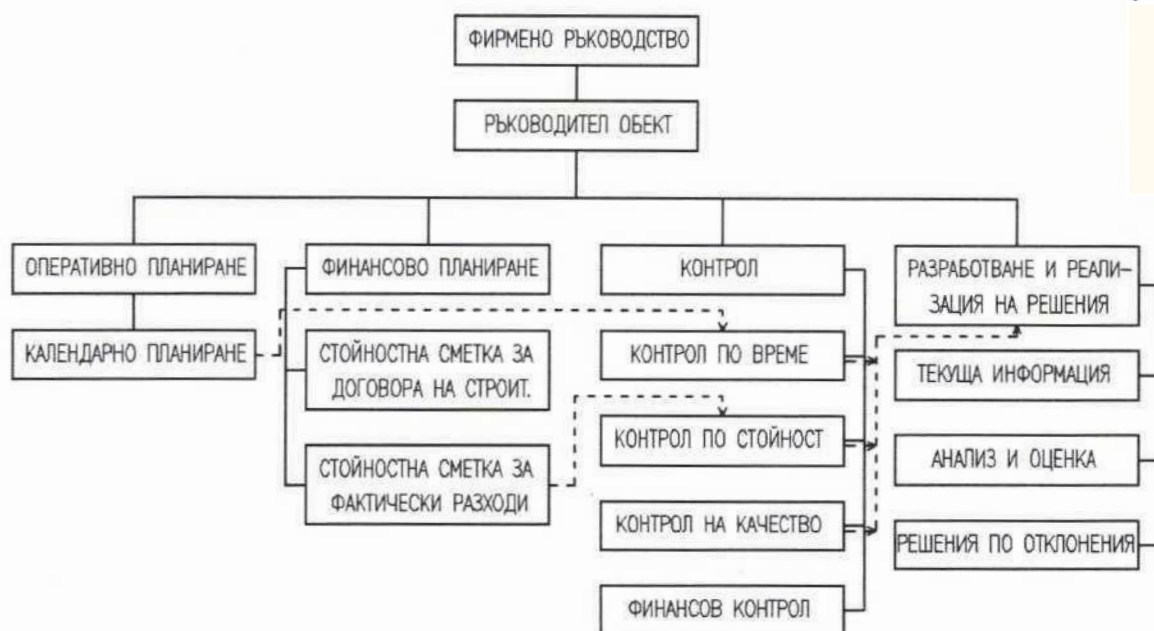 ФИРМЕНО РЪКОВОДСТВО
РЪКОВОДИТЕЛ ОБЕКТ
ОПЕРАТИВНО ПЛАНИРАНЕ
КАЛЕНДАРНО ПЛАНИРАНЕ
ФИНАНСОВО ПЛАНИРАНЕ
СТОЙНОСТНА СМЕТКА ЗА
ДОГОВОРА НА СТРОИТ.
СТОЙНОСТНА СМЕТКА ЗА
ФАКТИЧЕСКИ РАЗХОДИ
КОНТРОЛ
КОНТРОЛ ПО ВРЕМЕ
КОНТРОЛ ПО СТОЙНОСТ
КОНТРОЛ НА КАЧЕСТВО
ФИНАНСОВ КОНТРОЛ
РАЗРАБОТВАНЕ И РЕАЛИ-
ЗАЦИЯ НА РЕШЕНИЯ
ТЕКУЩА ИНФОРМАЦИЯ
АНАЛИЗ И ОЦЕНКА
РЕШЕНИЯ ПО ОТКЛОНЕНИЯ